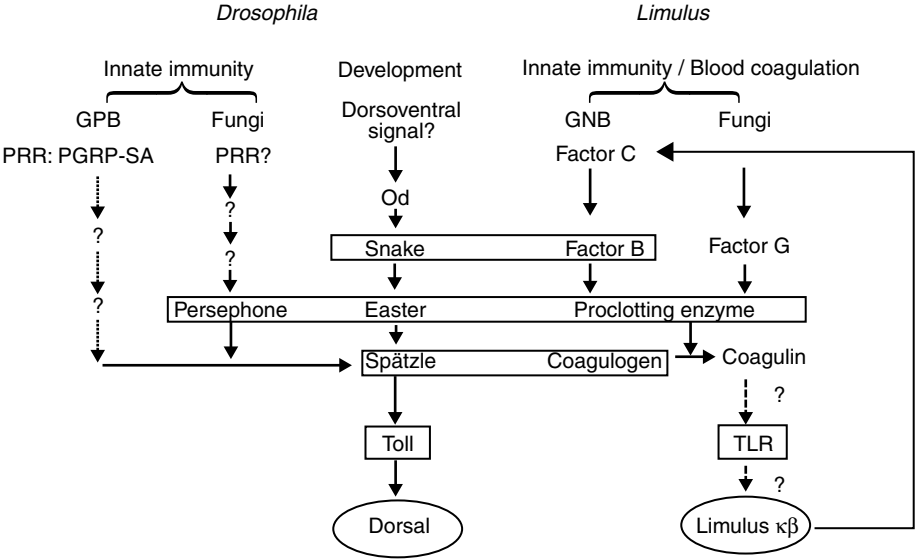 Drosophila
Limulus
Innate immunity
Development
Innate immunity / Blood coagulation
GPB
Fungi
Dorsoventral
signal?
GNB
Fungi
PRR: PGRP-SA
PRR?
Factor C
?
?
Od
?
?
Snake
Factor B
Factor G
Persephone
Easter
Proclotting enzyme
Spätzle
Coagulogen
Coagulin
?
Toll
TLR
?
Dorsal
Limulus κβ